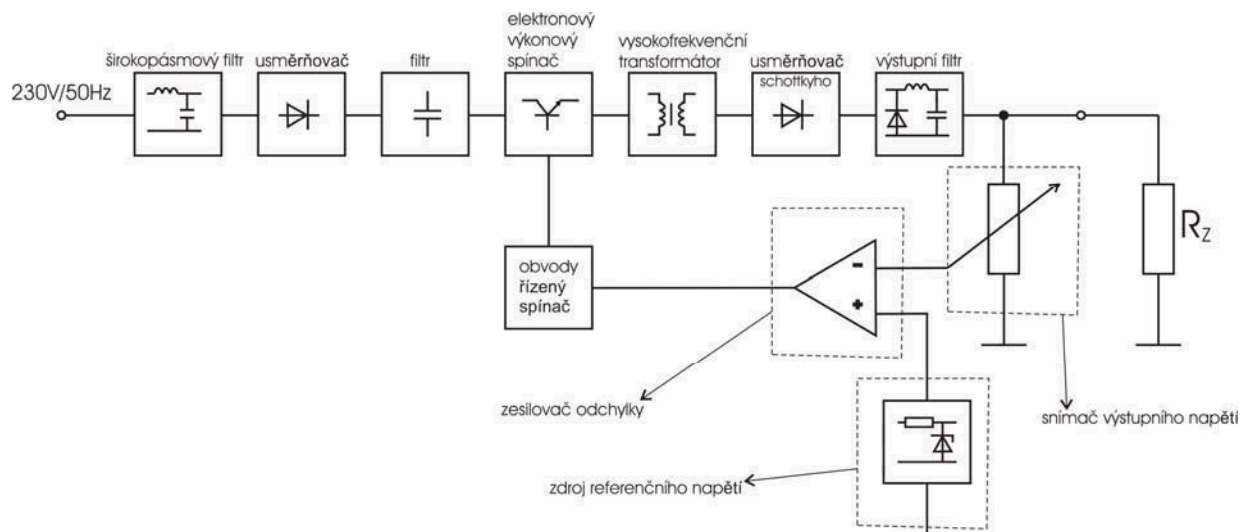 230V/50Hz
širokopásmový filtr
usměrňovač
filtr
elektronový
výkonový
spínač
vysokofrekvenční
transformátor
usměrňovač
schottkyho
výstupní filtr
R_Z
obvody
řízený
spínač
-
+
zesilovač odchylky
snímač výstupního napětí
zdroj referenčního napětí